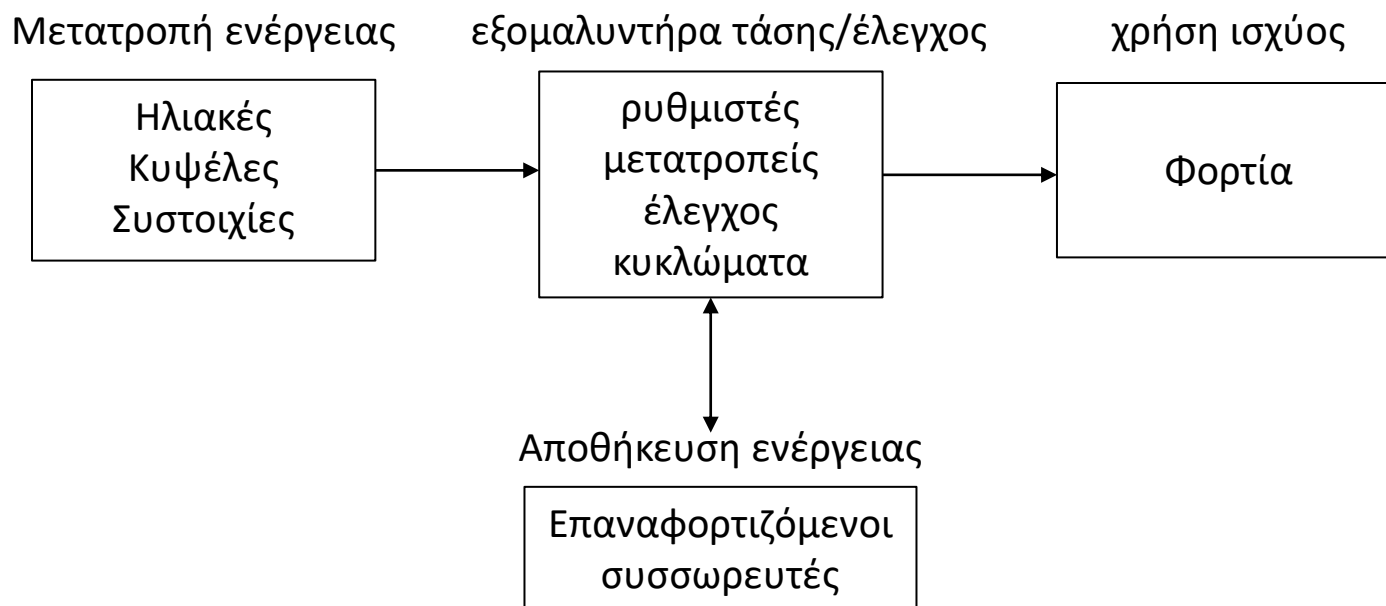 Μετατροπή ενέργειας
εξομαλυντήρα τάσης/έλεγχος
χρήση ισχύος
Ηλιακές
Κυψέλες
Συστοιχίες
ρυθμιστές
μετατροπείς
έλεγχος
κυκλώματα
Φορτία
Αποθήκευση ενέργειας
Επαναφορτιζόμενοι
συσσωρευτές